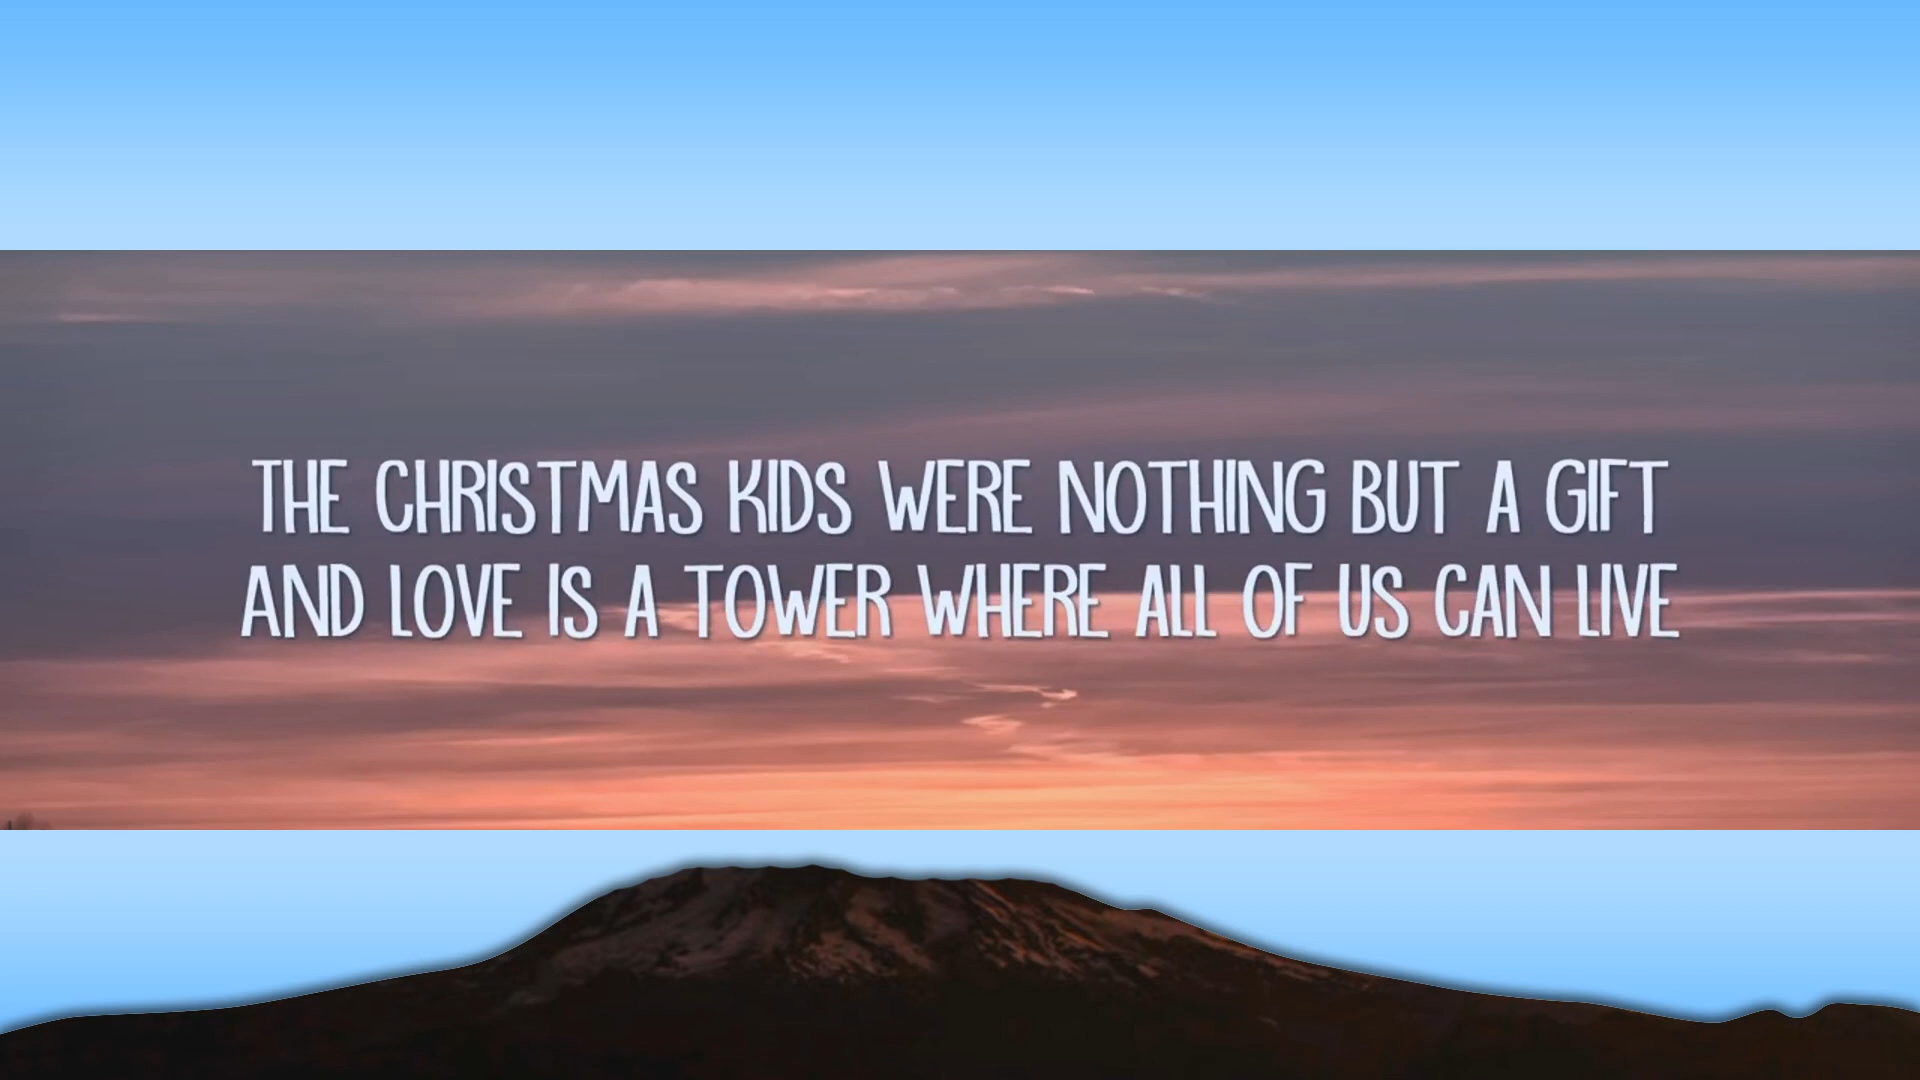 THE CHRISTMAS KIDS WERE NOTHING BUT A GIFT
AND LOVE IS A TOWER WHERE ALL OF US CAN LIVE